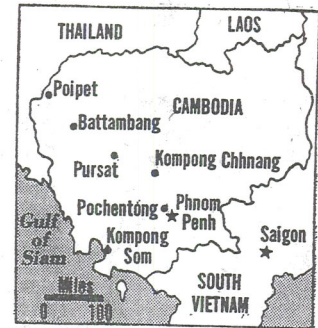 THAILAND
LAOS
Poipet
CAMBODIA
Battambang
Pursat
Kompong Chhnang
Pochentóng
Phnom
Penh
Gulf
of
Siam
Kompong
Som
Saigon
Miles
0 100
SOUTH
VIETNAM